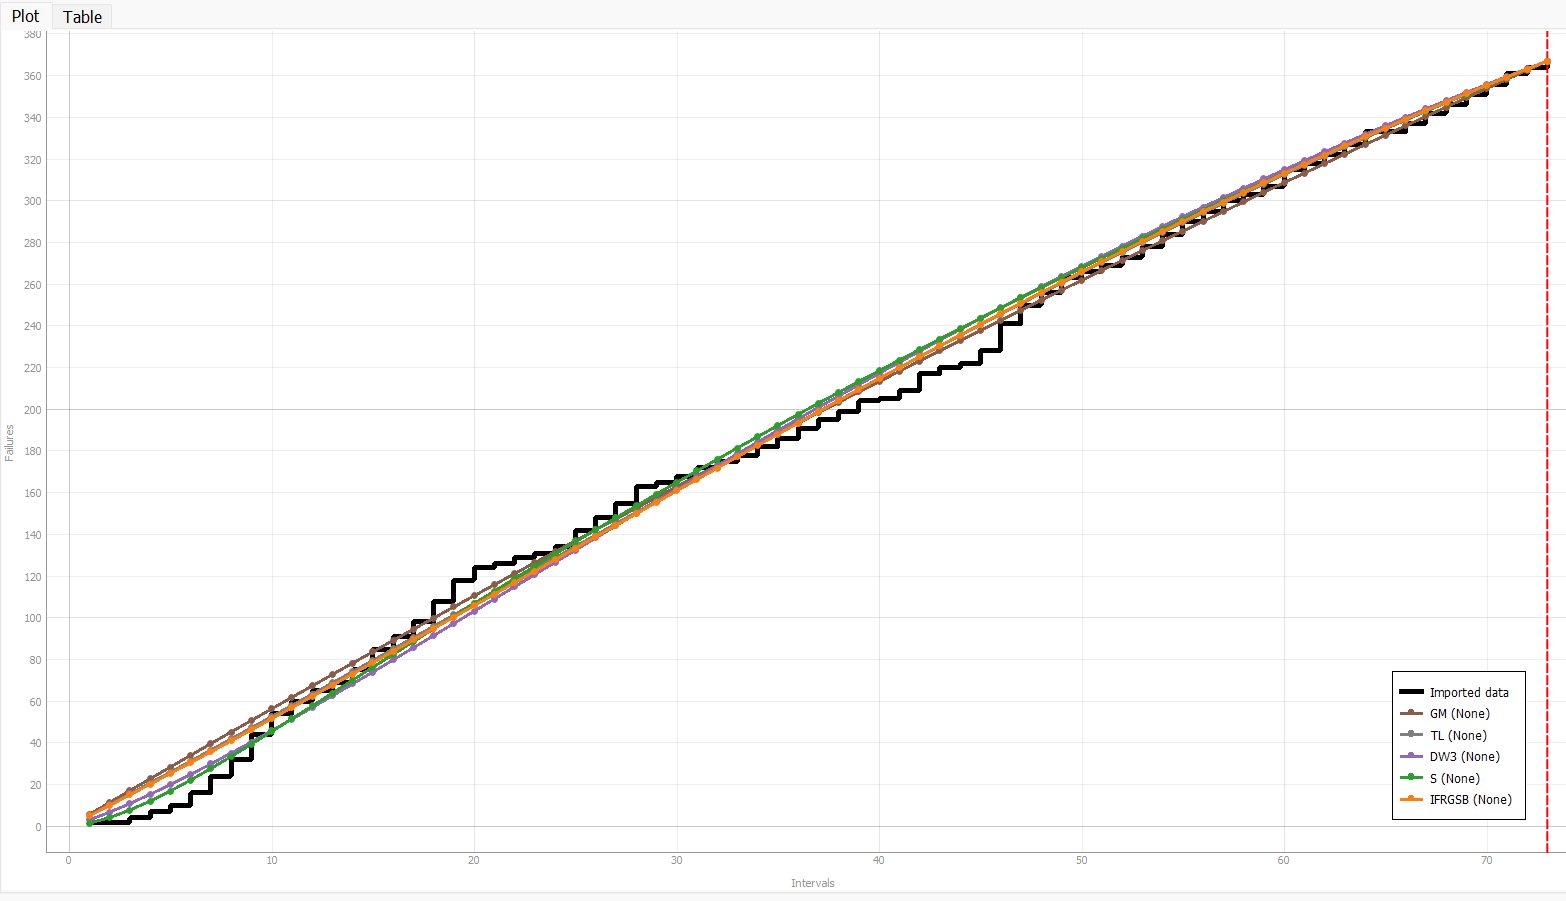 Plot Table
380
360
340
320
300
280
260
240
220
200
180
160
140
120
100
80
60
40
20
0
Failures
0 10 20 30 40 50 60 70
Intervals
Imported data
GM (None)
TL (None)
DW3 (None)
S (None)
IFRGSB (None)